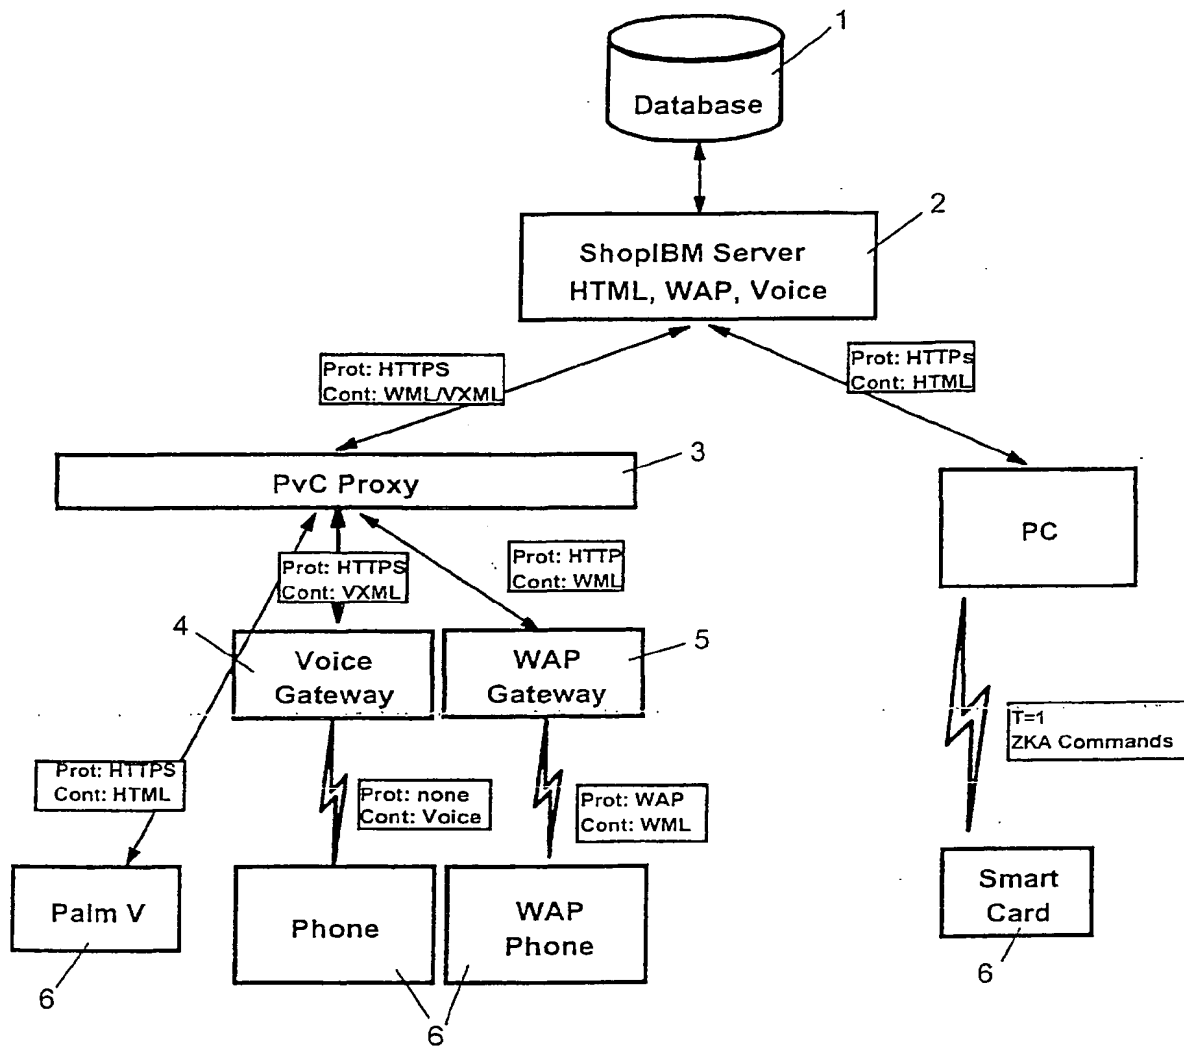 1
Database
2
ShopIBM Server
HTML, WAP, Voice
Prot: HTTPS
Cont: WML/VXML
Prot: HTTPs
Cont: HTML
3
PvC Proxy
PC
Prot: HTTPS
Cont: VXML
Prot: HTTP
Cont: WML
4
Voice
Gateway
5
WAP
Gateway
T=1
ZKA Commands
Prot: HTTPS
Cont: HTML
Prot: none
Cont: Voice
Prot: WAP
Cont: WML
Palm V
Phone
WAP
Phone
Smart
Card
6
6
6